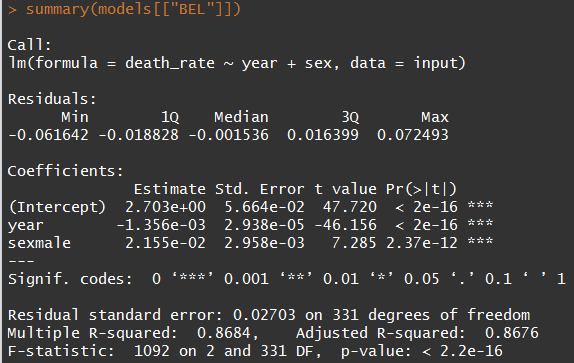 > summary(models[["BEL"]])
Call:
lm(formula = death_rate ~ year + sex, data = input)
Residuals:
Min 1Q Median 3Q Max
-0.061642 -0.018828 -0.001536 0.016399 0.072493
Coefficients:
Estimate Std. Error t value Pr(>|t|)
(Intercept) 2.703e+00 5.664e-02 47.720 < 2e-16 ***
year -1.356e-03 2.938e-05 -46.156 < 2e-16 ***
sexmale 2.155e-02 2.958e-03 7.285 2.37e-12 ***
---
Signif. codes: 0 ‘***’ 0.001 ‘**’ 0.01 ‘*’ 0.05 ‘.’ 0.1 ‘ ’ 1
Residual standard error: 0.02703 on 331 degrees of freedom
Multiple R-squared: 0.8684, Adjusted R-squared: 0.8676
F-statistic: 1092 on 2 and 331 DF, p-value: < 2.2e-16